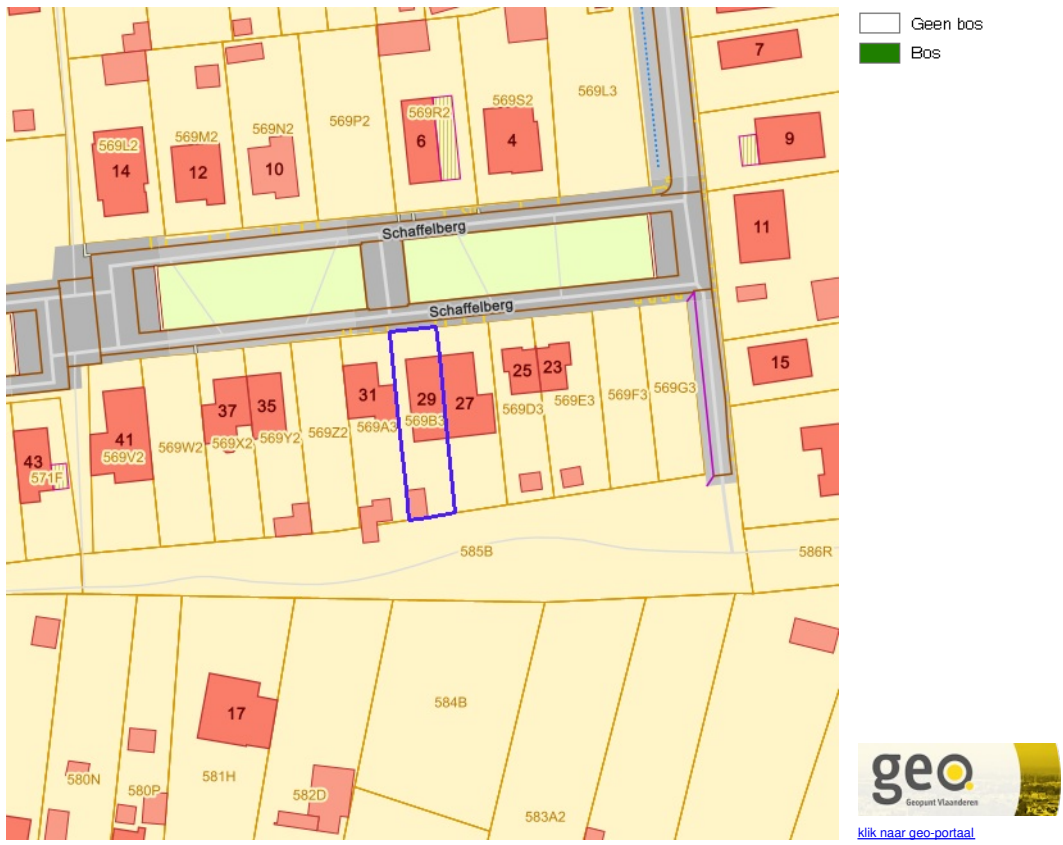 Geen bos
Bos
7
569L3
569S2
569R2
569P2
569N2
569M2
569L2
6
4
9
14
12
10
11
Schaffelberg
Schaffelberg
15
25
23
31
29
27
37
35
41
43
569G3
569F3
569E3
569D3
569B3
569A3
569Z2
569Y2
569X2
569W2
569V2
571F
585B
586R
584B
17
581H
580N
580P
582D
583A2
geo
Geopunt Vlaanderen
klik naar geo-portaal